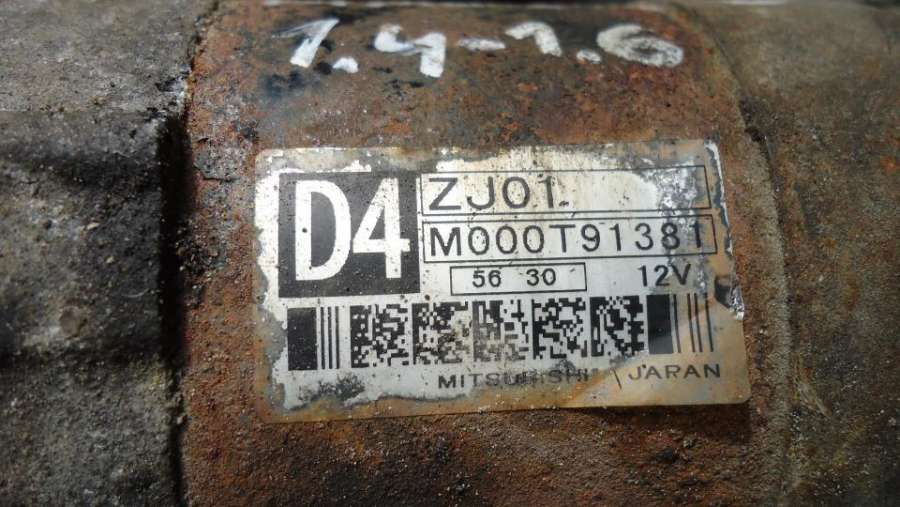 1.4-1.6
D4
ZJ01
M000T91381
56 30
12V
MITSUBISHI JAPAN